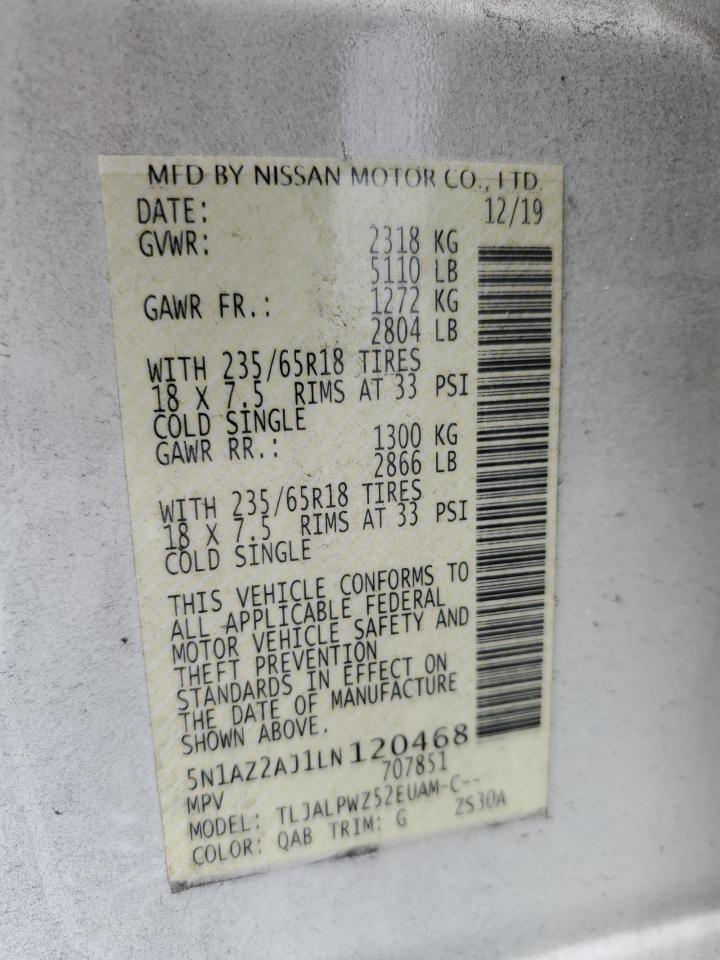 MFD BY NISSAN MOTOR CO., LTD.
DATE: 12/19
GVWR: 2318 KG
5110 LB
GAWR FR.: 1272 KG
2804 LB
WITH 235/65R18 TIRES
18 X 7.5 RIMS AT 33 PSI
COLD SINGLE
GAWR RR.: 1300 KG
2866 LB
WITH 235/65R18 TIRES
18 X 7.5 RIMS AT 33 PSI
COLD SINGLE
THIS VEHICLE CONFORMS TO
ALL APPLICABLE FEDERAL
MOTOR VEHICLE SAFETY AND
THEFT PREVENTION
STANDARDS IN EFFECT ON
THE DATE OF MANUFACTURE
SHOWN ABOVE.
5N1AZ2AJ1LN120468
MPV 707851
MODEL: TLJALPWZ52EUAM-C--
COLOR: QAB TRIM: G ZS30A